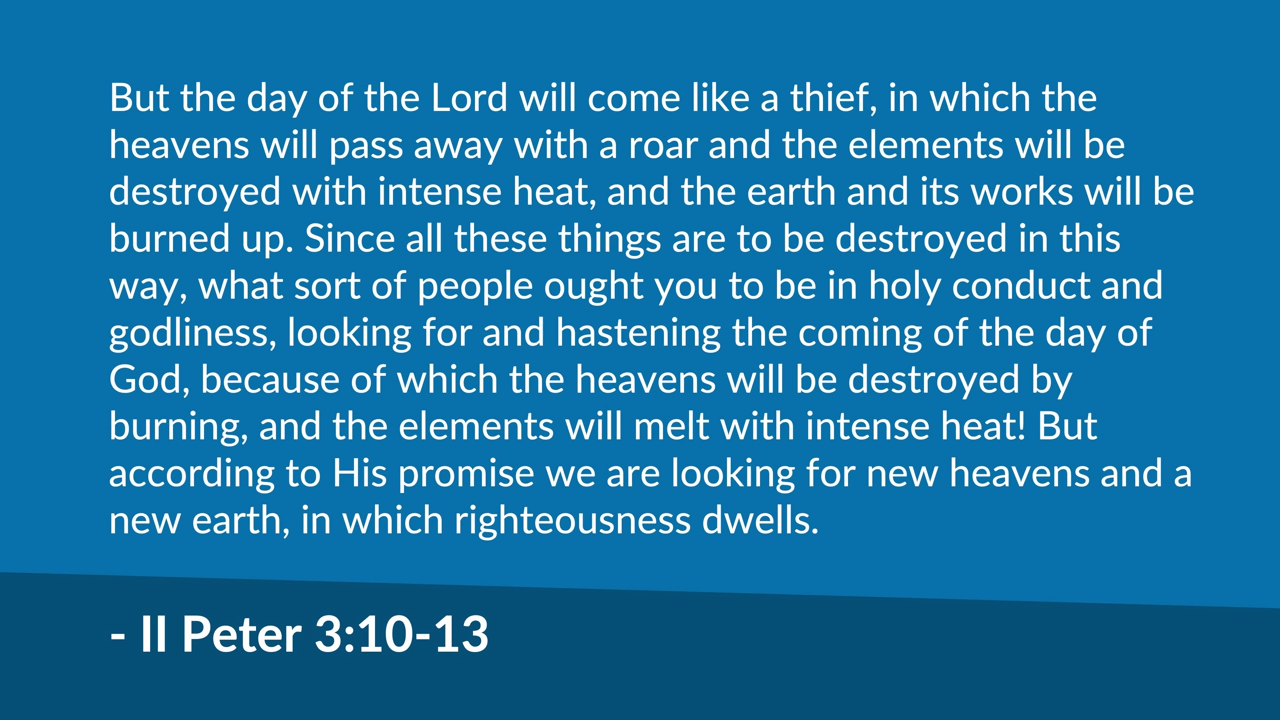 But the day of the Lord will come like a thief, in which the
heavens will pass away with a roar and the elements will be
destroyed with intense heat, and the earth and its works will be
burned up. Since all these things are to be destroyed in this
way, what sort of people ought you to be in holy conduct and
godliness, looking for and hastening the coming of the day of
God, because of which the heavens will be destroyed by
burning, and the elements will melt with intense heat! But
according to His promise we are looking for new heavens and a
new earth, in which righteousness dwells.
- II Peter 3:10-13